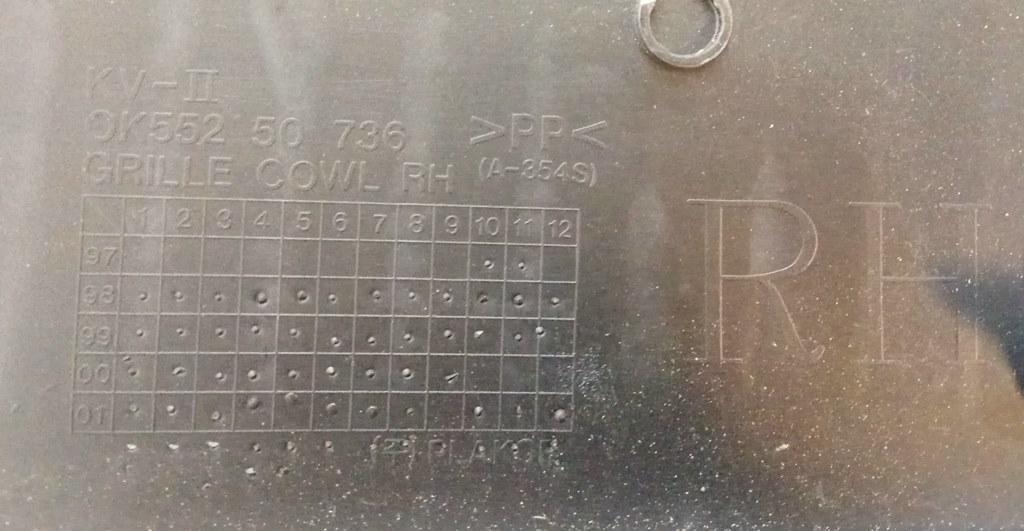 KV-II
0K552 50 736 >PP<
GRILLE COWL RH (A-354S)
RH
1 2 3 4 5 6 7 8 9 10 11 12
97
98
99
00
01
PLAKOR